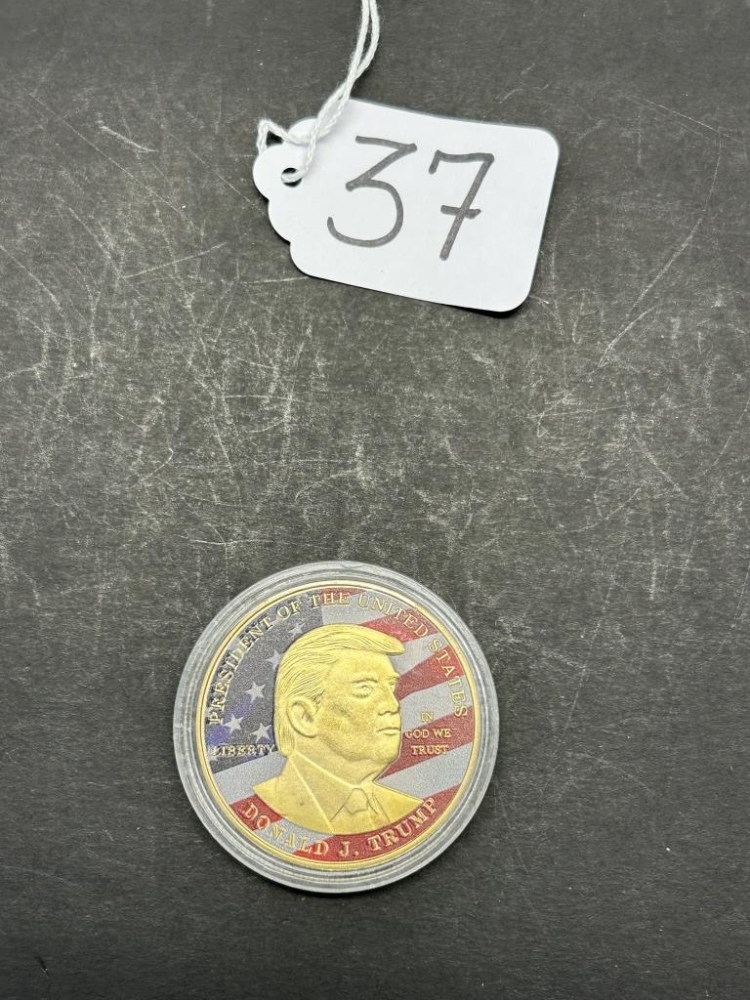 37
PRESIDENT OF THE UNITED STATES
LIBERTY
IN
GOD WE
TRUST
DONALD J. TRUMP